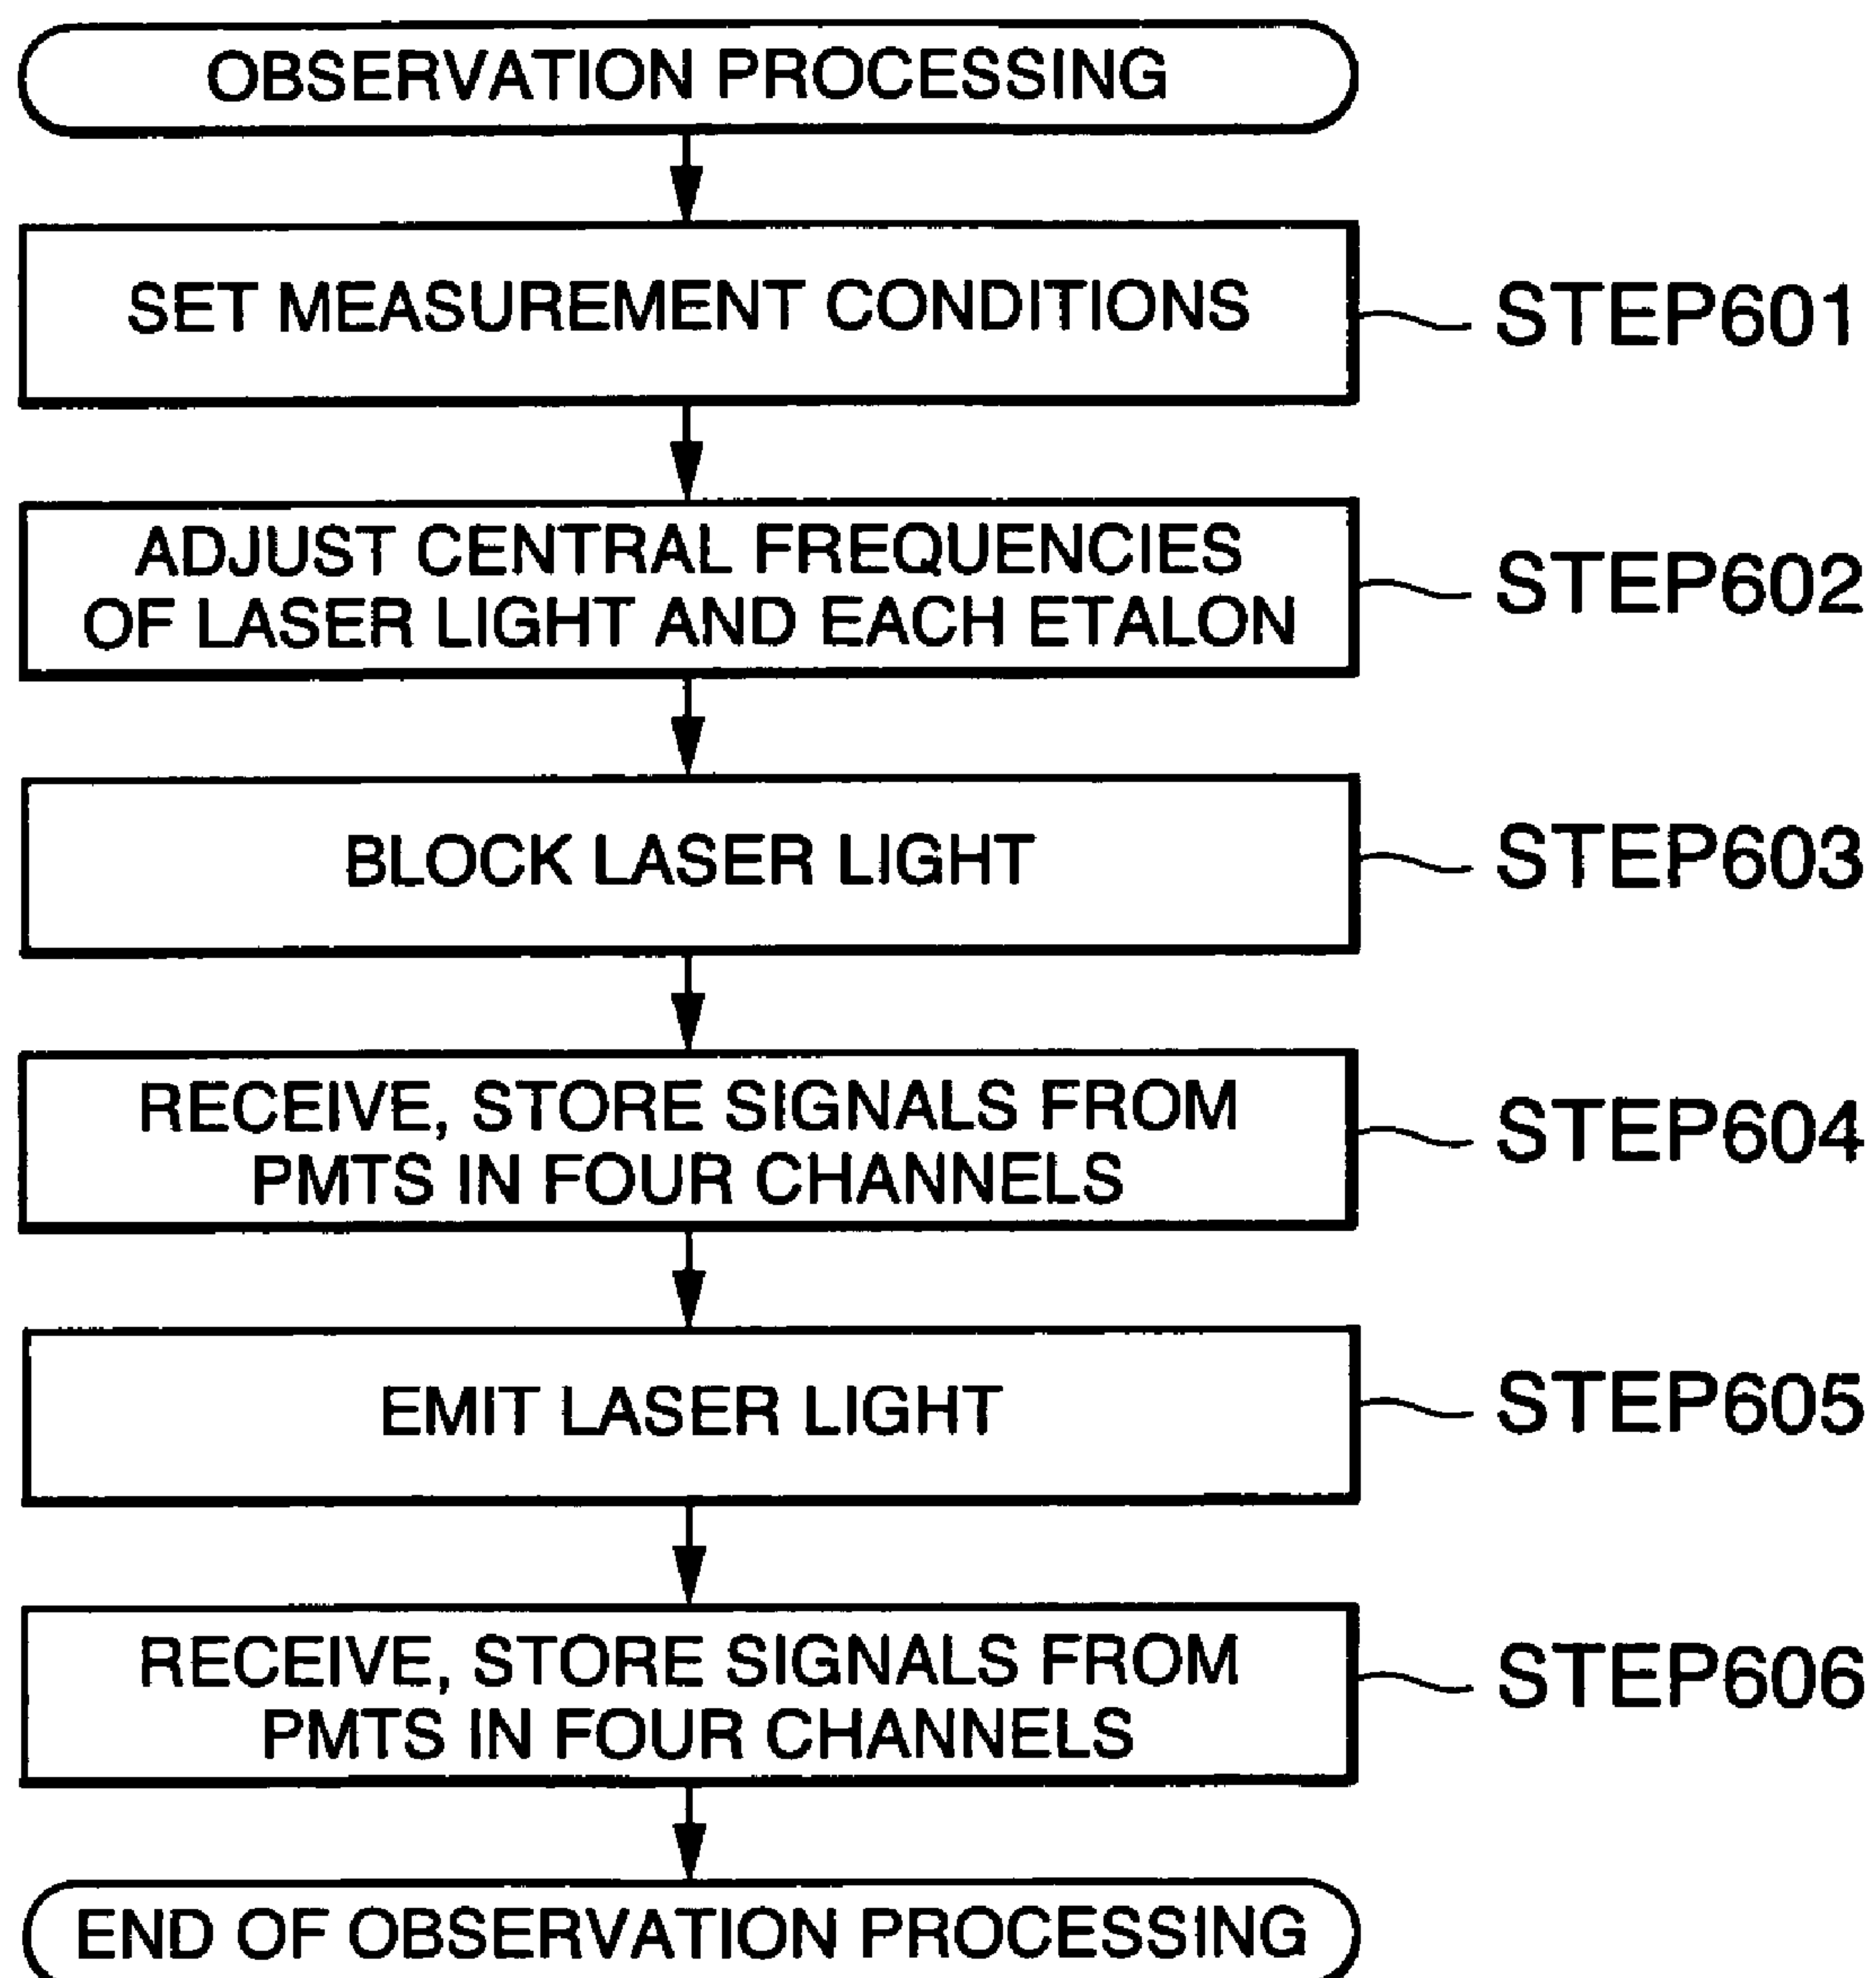 OBSERVATION PROCESSING
SET MEASUREMENT CONDITIONS
STEP601
ADJUST CENTRAL FREQUENCIES
OF LASER LIGHT AND EACH ETALON
STEP602
BLOCK LASER LIGHT
STEP603
RECEIVE, STORE SIGNALS FROM
PMTS IN FOUR CHANNELS
STEP604
EMIT LASER LIGHT
STEP605
RECEIVE, STORE SIGNALS FROM
PMTS IN FOUR CHANNELS
STEP606
END OF OBSERVATION PROCESSING